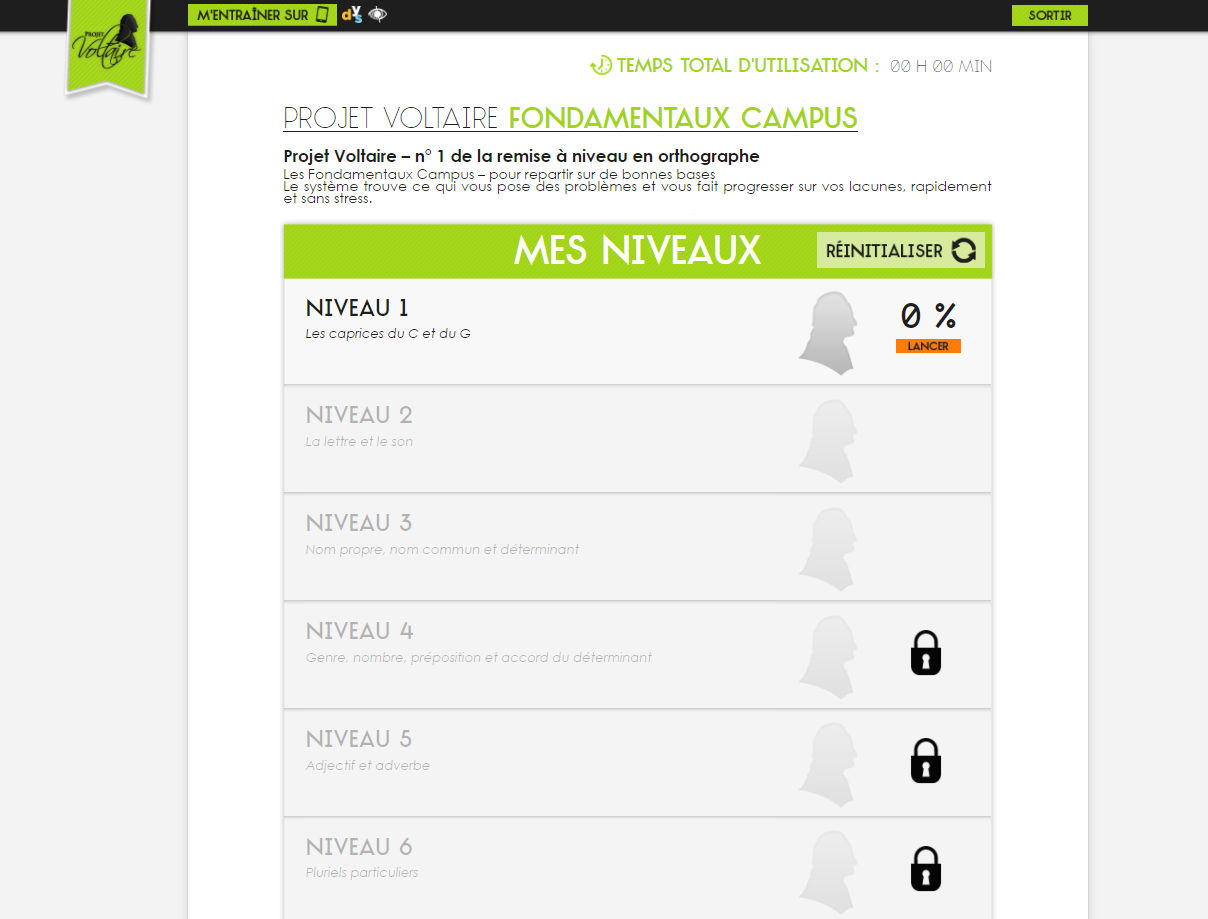 M'ENTRAÎNER SUR dys SORTIR
PROJET
Voltaire
TEMPS TOTAL D'UTILISATION : 00 H 00 MIN
PROJET VOLTAIRE FONDAMENTAUX CAMPUS
Projet Voltaire – n° 1 de la remise à niveau en orthographe
Les Fondamentaux Campus – pour repartir sur de bonnes bases
Le système trouve ce qui vous pose des problèmes et vous fait progresser sur vos lacunes, rapidement
et sans stress.
MES NIVEAUX RÉINITIALISER
NIVEAU 1
Les caprices du C et du G
0 %
LANCER
NIVEAU 2
La lettre et le son
NIVEAU 3
Nom propre, nom commun et déterminant
NIVEAU 4
Genre, nombre, préposition et accord du déterminant
NIVEAU 5
Adjectif et adverbe
NIVEAU 6
Pluriels particuliers